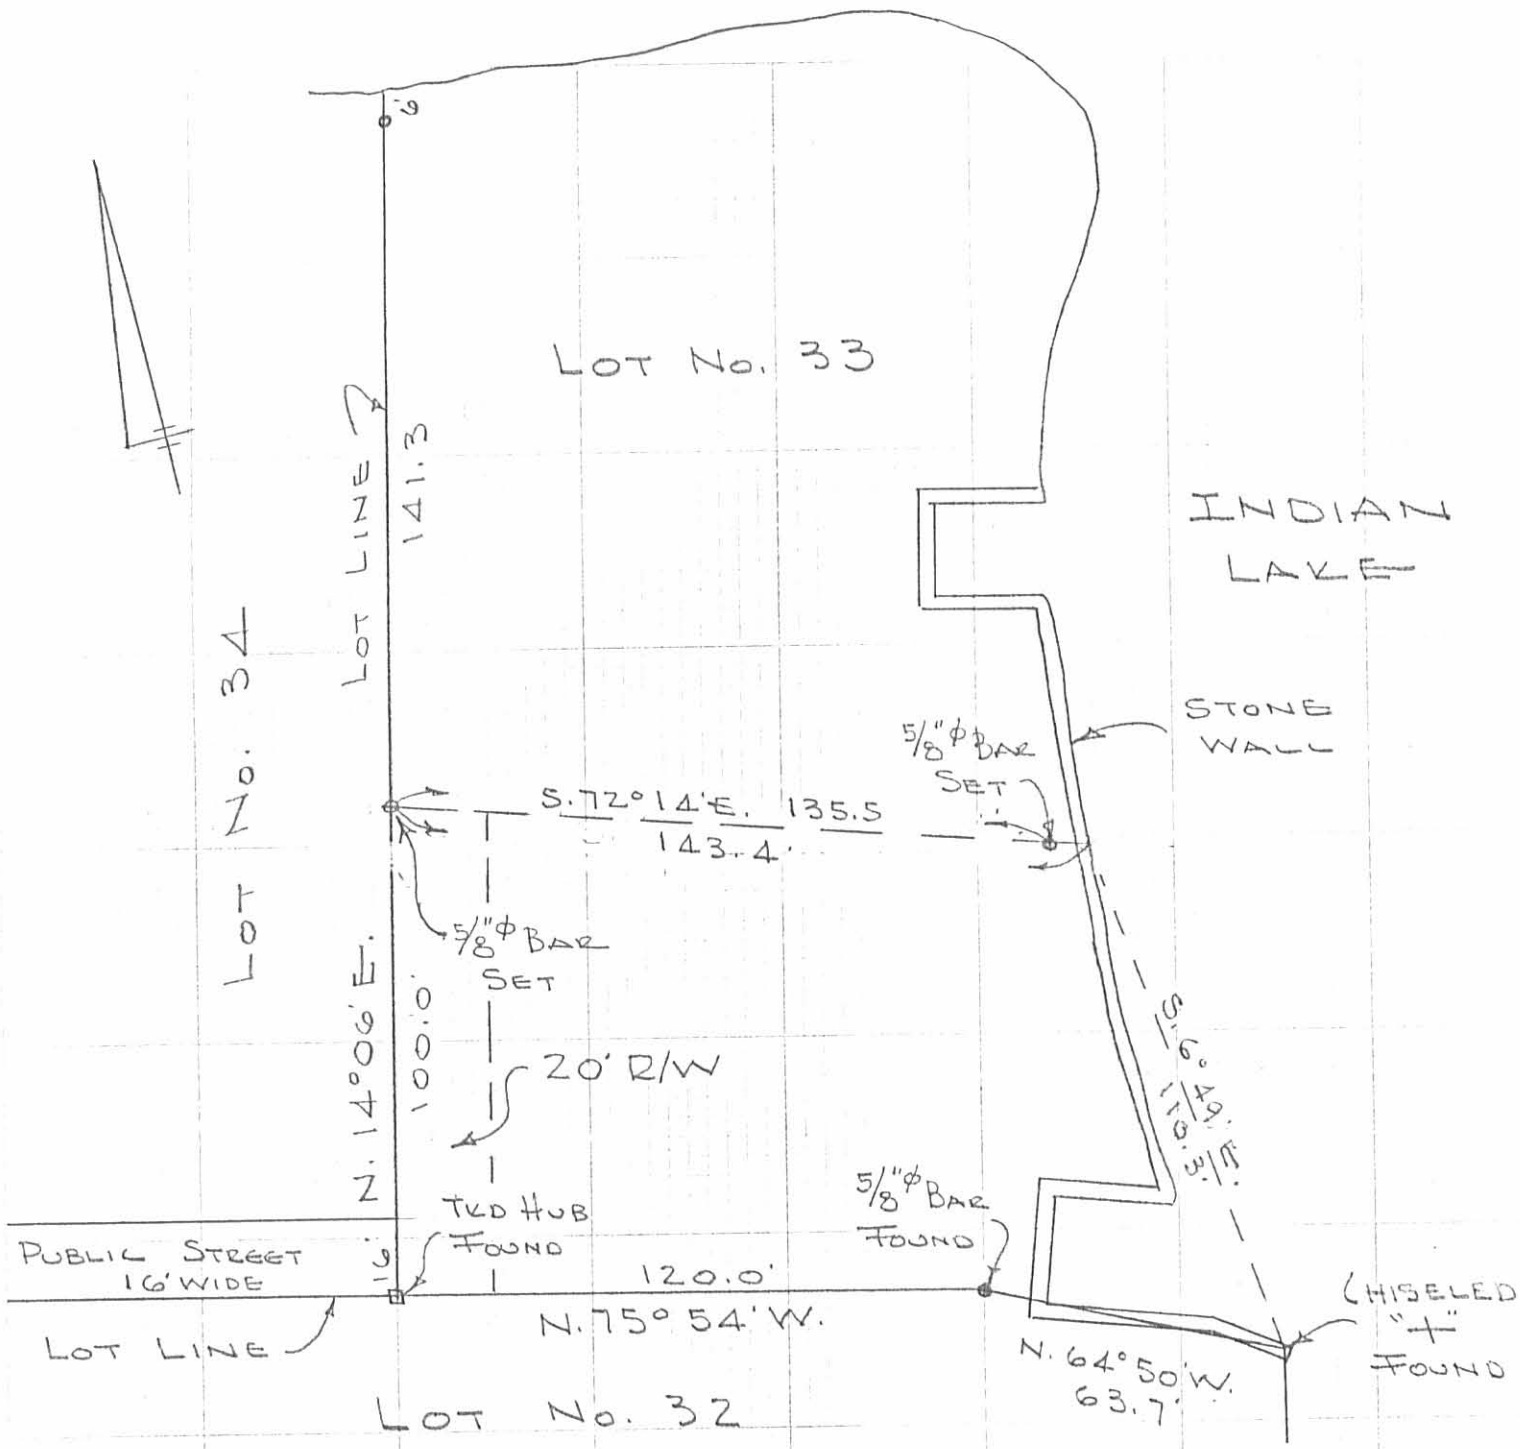 6'
LOT No. 33
LOT LINE
141.3
INDIAN
LAKE
LOT No. 34
STONE
WALL
5/8"ϕ BAR
SET
S. 72° 14' E. 135.5
143.4'
5/8"ϕ BAR
SET
N. 14° 06' E.
100.0'
20' R/W
110.3'
5/8"ϕ BAR
FOUND
TKD HUB
FOUND
PUBLIC STREET
16' WIDE
16'
120.0'
N. 75° 54' W.
CHISELED
"+"
FOUND
LOT LINE
N. 64° 50' W.
63.7'
LOT No. 32